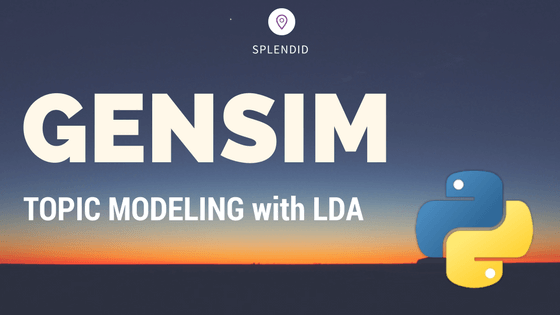 SPLENDID
GENSIM
TOPIC MODELING with LDA